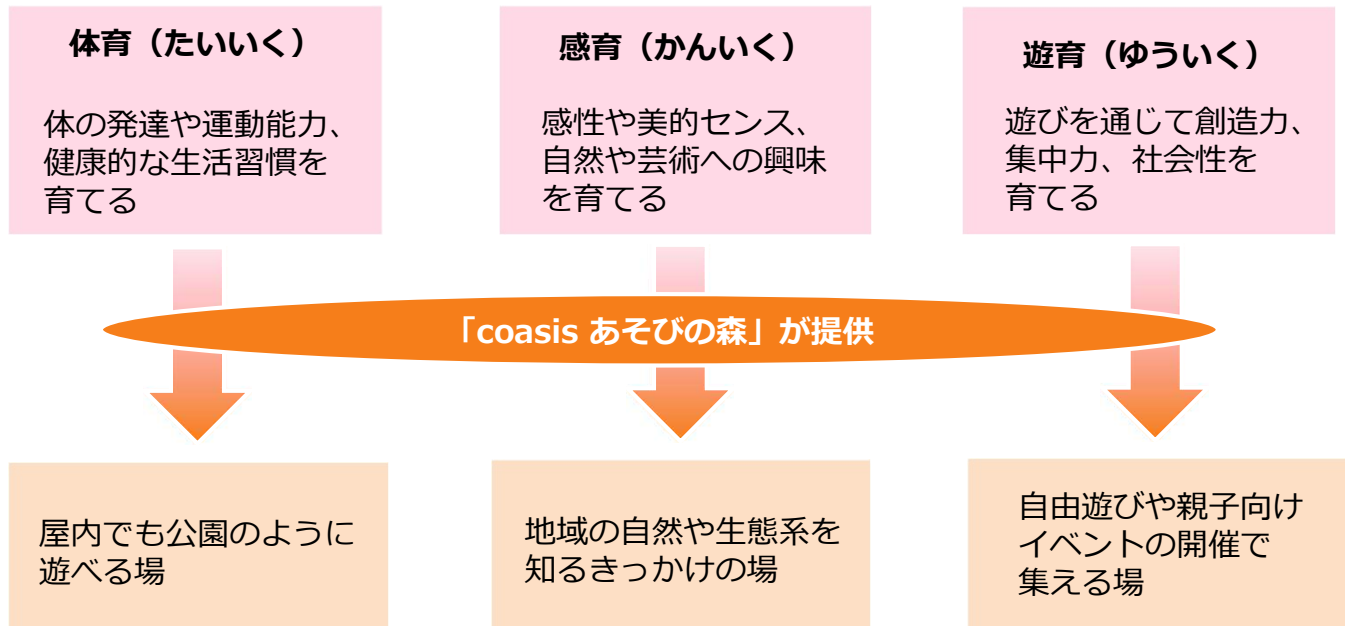 体育（たいいく）
体の発達や運動能力、
健康的な生活習慣を
育てる
感育（かんいく）
感性や美的センス、
自然や芸術への興味
を育てる
遊育（ゆういく）
遊びを通じて創造力、
集中力、社会性を
育てる
「coasis あそびの森」が提供
屋内でも公園のように
遊べる場
地域の自然や生態系を
知るきっかけの場
自由遊びや親子向け
イベントの開催で
集える場